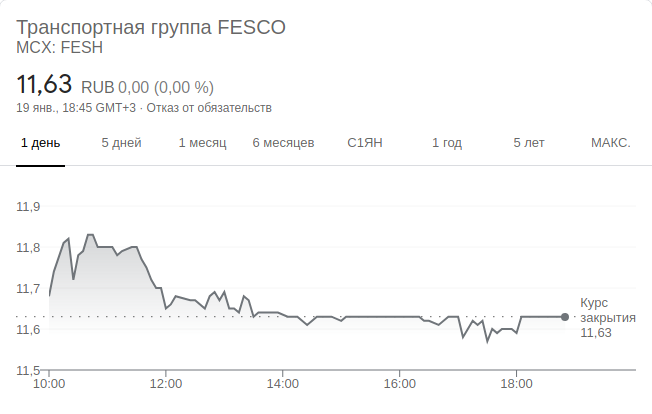 Транспортная группа FESCO
MCX: FESH
11,63 RUB 0,00 (0,00 %)
19 янв., 18:45 GMT+3 · Отказ от обязательств
1 день 5 дней 1 месяц 6 месяцев С1ЯН 1 год 5 лет МАКС.
11,9
11,8
11,7
11,6
11,5
Курс
закрытия
11,63
10:00 12:00 14:00 16:00 18:00